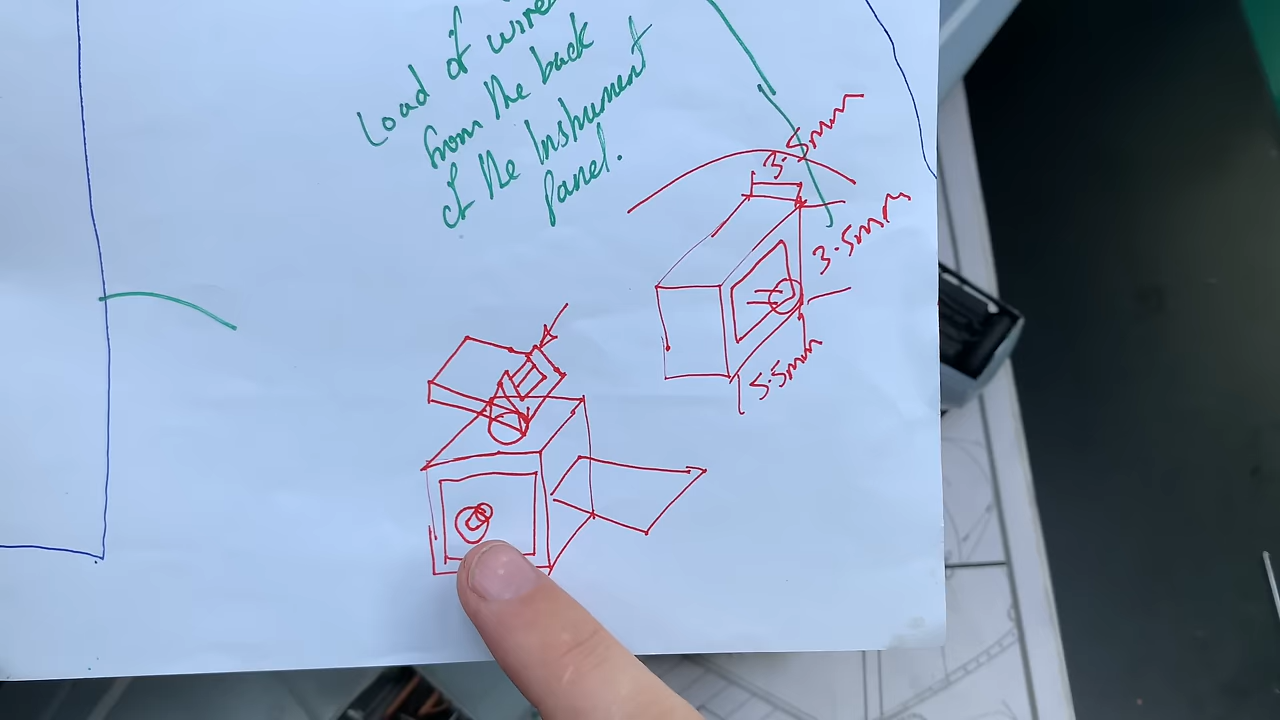 Load of wires
from the back
of the Instrument
Panel.
3.5mm
3.5mm
5.5mm